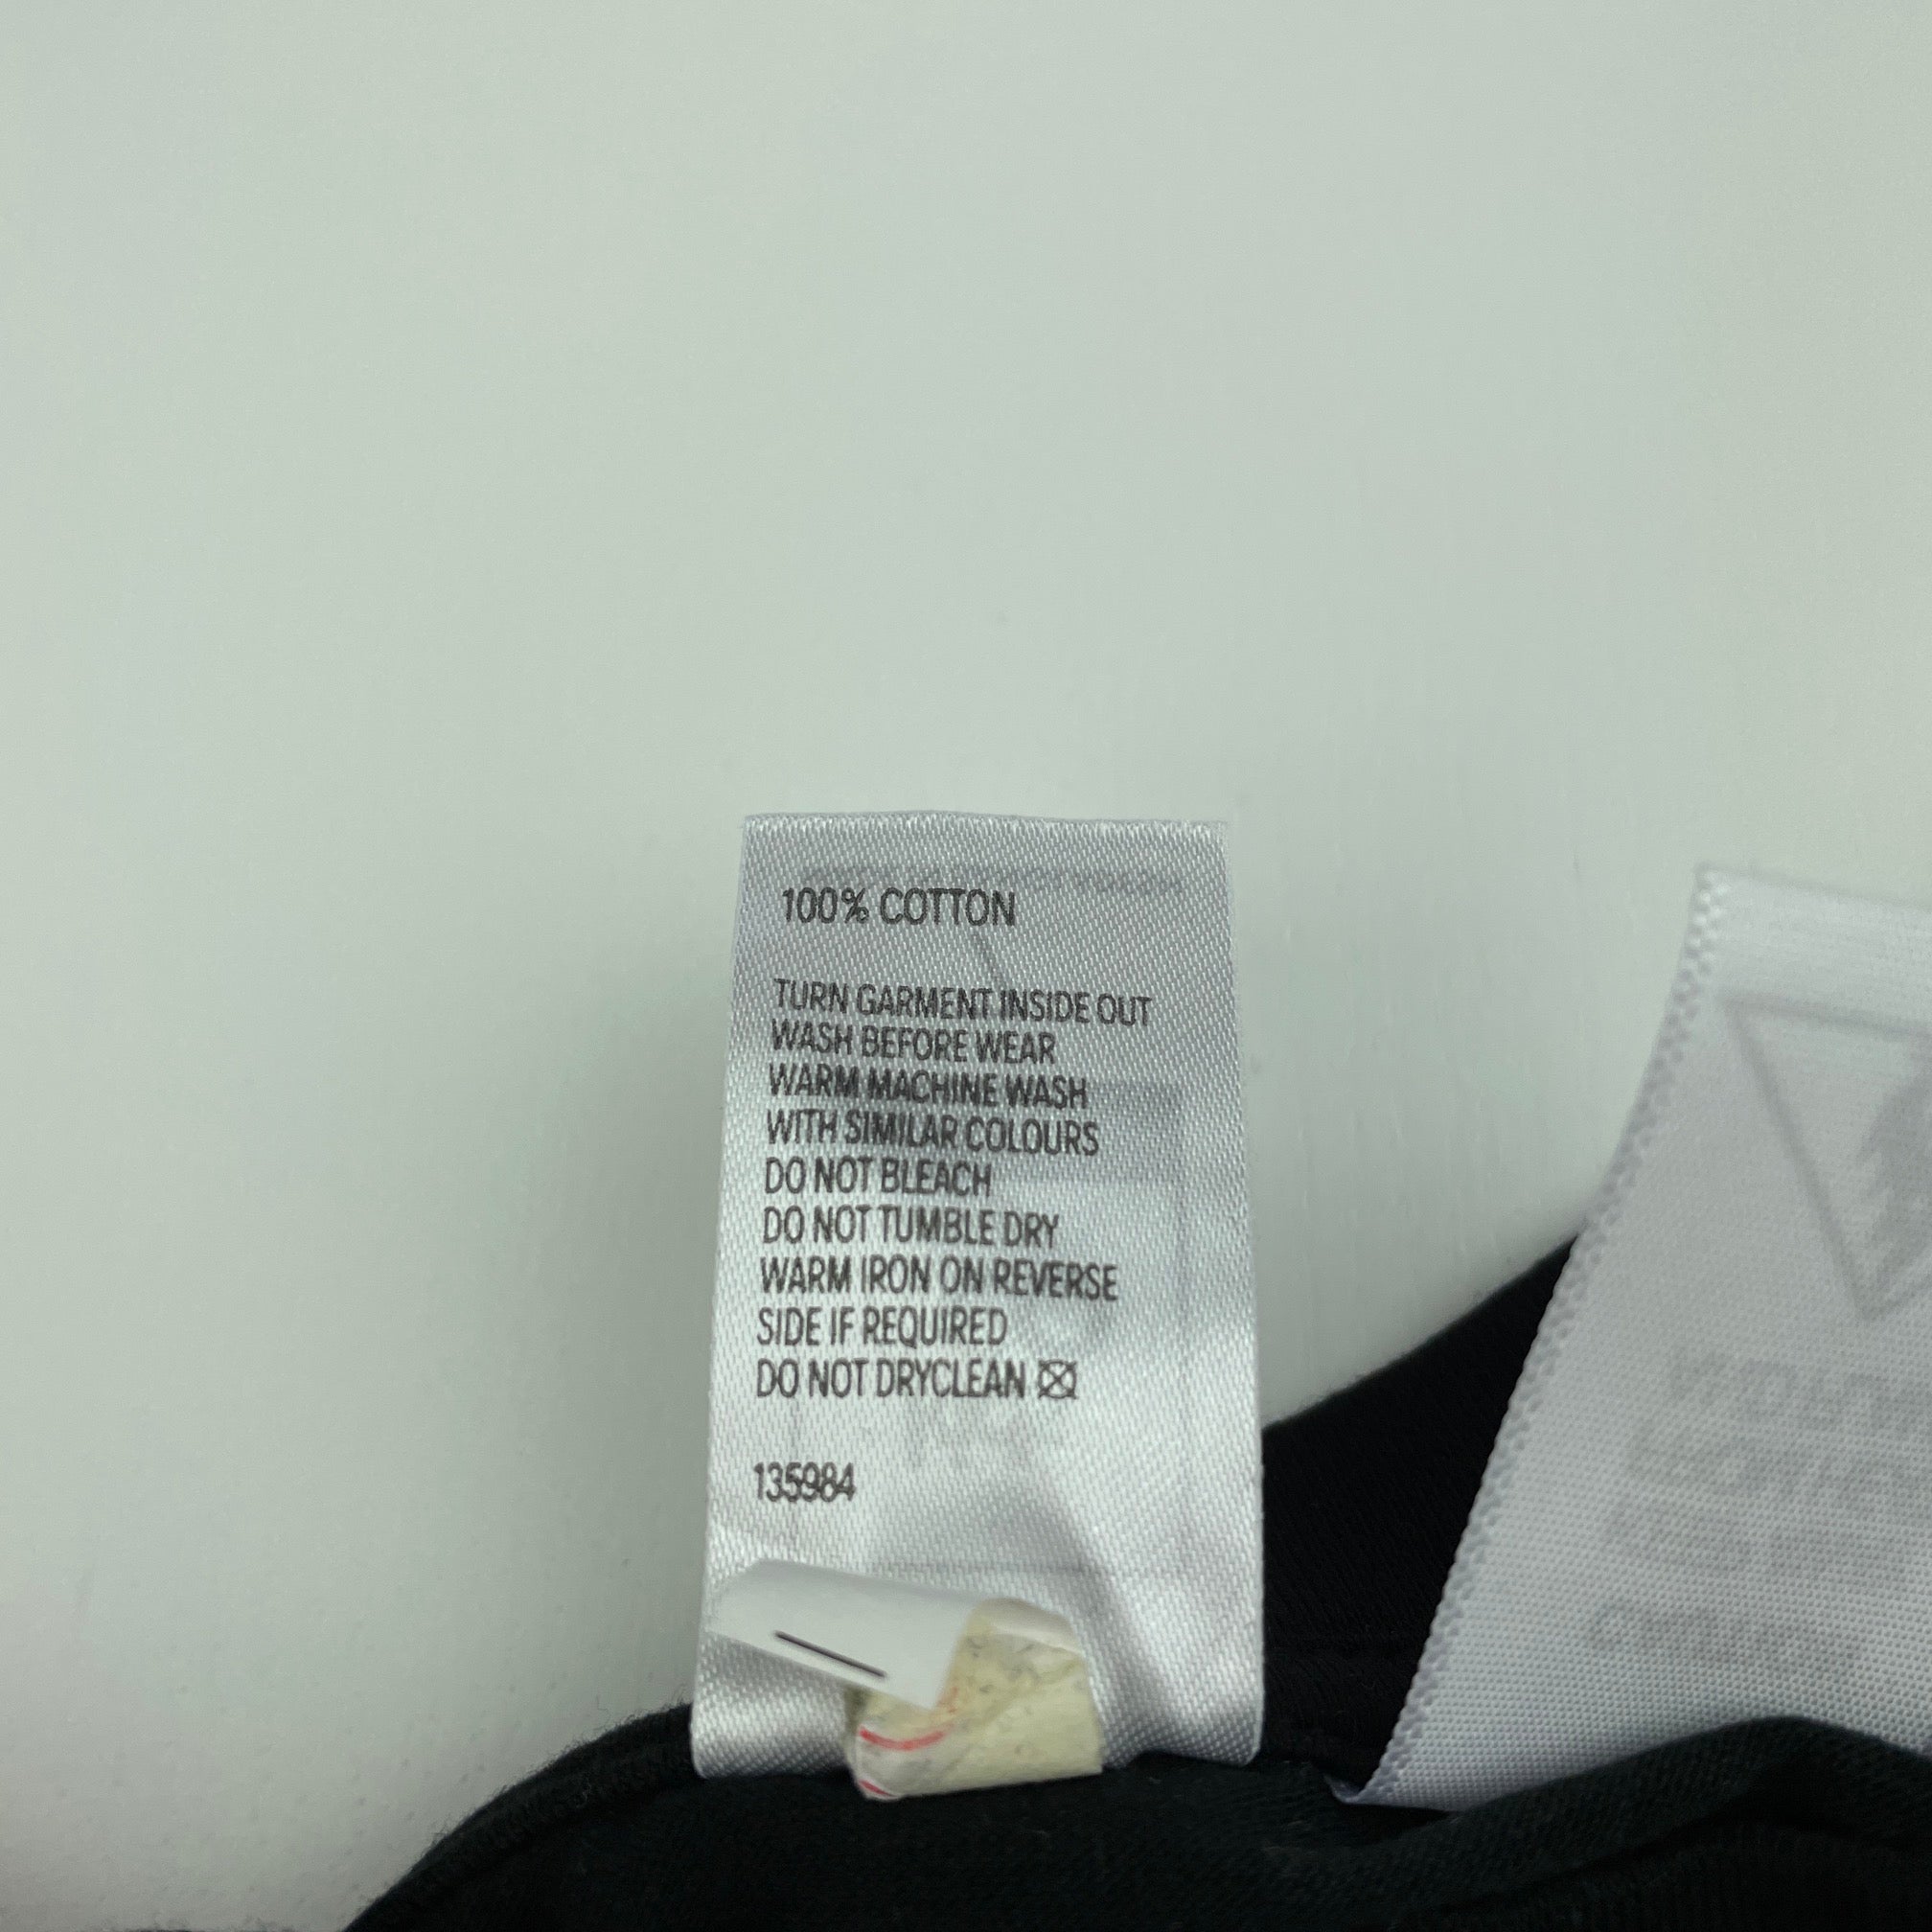 100% COTTON
TURN GARMENT INSIDE OUT
WASH BEFORE WEAR
WARM MACHINE WASH
WITH SIMILAR COLOURS
DO NOT BLEACH
DO NOT TUMBLE DRY
WARM IRON ON REVERSE
SIDE IF REQUIRED
DO NOT DRYCLEAN
135984